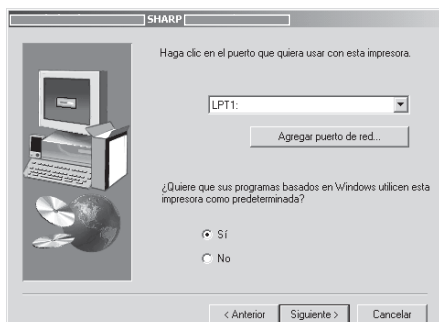 SHARP
Haga clic en el puerto que quiera usar con esta impresora.
LPT1:
Agregar puerto de red...
¿Quiere que sus programas basados en Windows utilicen esta
impresora como predeterminada?
Sí
No
< Anterior
Siguiente >
Cancelar